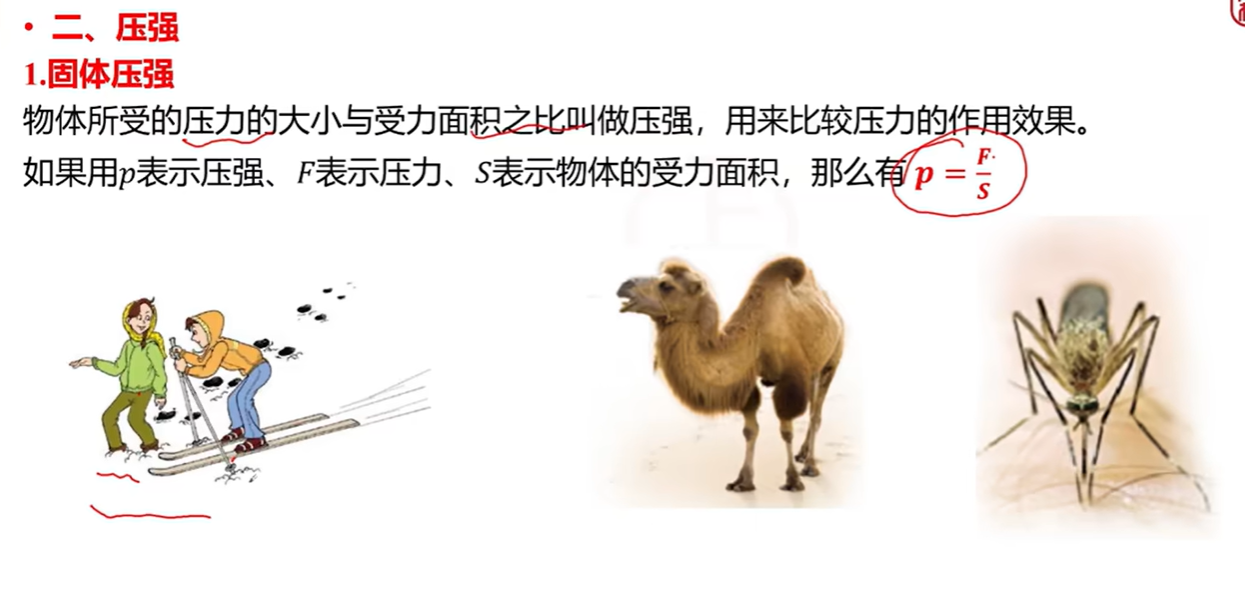 • 二、压强
1.固体压强
物体所受的压力的大小与受力面积之比叫做压强，用来比较压力的作用效果。
如果用p表示压强、F表示压力、S表示物体的受力面积，那么有 p = F/S